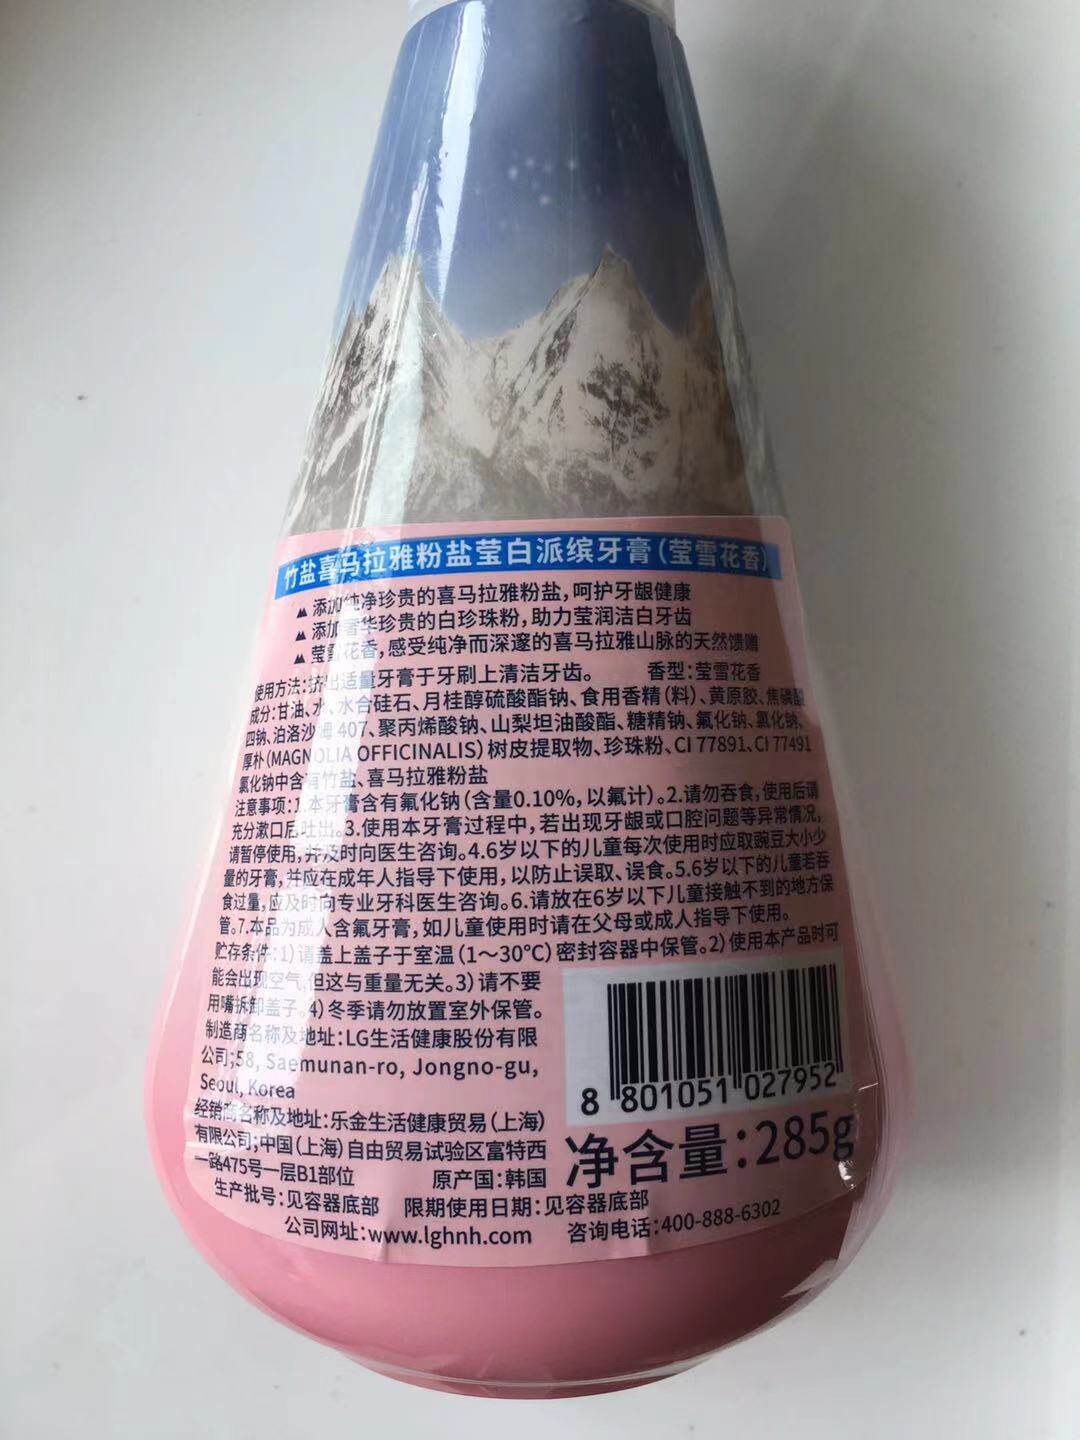 竹盐喜马拉雅粉盐莹白派缤牙膏(莹雪花香)
添加纯净珍贵的喜马拉雅粉盐,呵护牙龈健康
添加奢华珍贵的白珍珠粉,助力莹润洁白牙齿
莹雪花香,感受纯净而深邃的喜马拉雅山脉的天然馈赠
使用方法:挤出适量牙膏于牙刷上清洁牙齿。 香型:莹雪花香
成分:甘油、水、水合硅石、月桂醇硫酸酯钠、食用香精(料)、黄原胶、焦磷酸
四钠、泊洛沙姆 407、聚丙烯酸钠、山梨坦油酸酯、糖精钠、氟化钠、氯化钠、
厚朴(MAGNOLIA OFFICINALIS)树皮提取物、珍珠粉、CI 77891、CI 77491
氯化钠中含有竹盐、喜马拉雅粉盐
注意事项:1.本牙膏含有氟化钠(含量0.10%,以氟计)。2.请勿吞食,使用后请
充分漱口后吐出。3.使用本牙膏过程中,若出现牙龈或口腔问题等异常情况,
请暂停使用,并及时向医生咨询。4.6岁以下的儿童每次使用时应取豌豆大小少
量的牙膏,并应在成年人指导下使用,以防止误取、误食。5.6岁以下的儿童若吞
食过量,应及时向专业牙科医生咨询。6.请放在6岁以下儿童接触不到的地方保
管。7.本品为成人含氟牙膏,如儿童使用时请在父母或成人指导下使用。
贮存条件:1)请盖上盖子于室温(1～30℃)密封容器中保管。2)使用本产品时可
能会出现空气,但这与重量无关。3)请不要
用嘴拆卸盖子。4)冬季请勿放置室外保管。
制造商名称及地址:LG生活健康股份有限
公司;58, Saemunan-ro, Jongno-gu,
Seoul, Korea
经销商名称及地址:乐金生活健康贸易(上海)
有限公司;中国(上海)自由贸易试验区富特西
一路475号一层B1部位 原产国:韩国
8 801051 027952
净含量:285g
生产批号:见容器底部 限期使用日期:见容器底部
公司网址:www.lghnh.com 咨询电话:400-888-6302